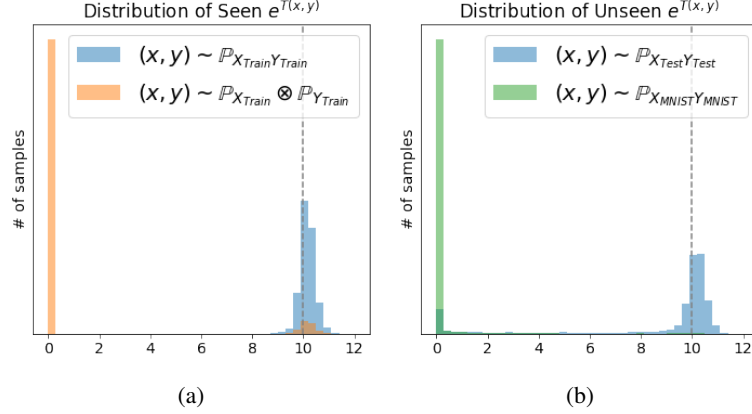 Distribution of Seen e^{T(x, y)}
(x, y) ~ ℙ_{X_{Train}Y_{Train}}
(x, y) ~ ℙ_{X_{Train}} ⊗ ℙ_{Y_{Train}}
# of samples
0 2 4 6 8 10 12
(a)
Distribution of Unseen e^{T(x, y)}
(x, y) ~ ℙ_{X_{Test}Y_{Test}}
(x, y) ~ ℙ_{X_{MNIST}Y_{MNIST}}
# of samples
0 2 4 6 8 10 12
(b)